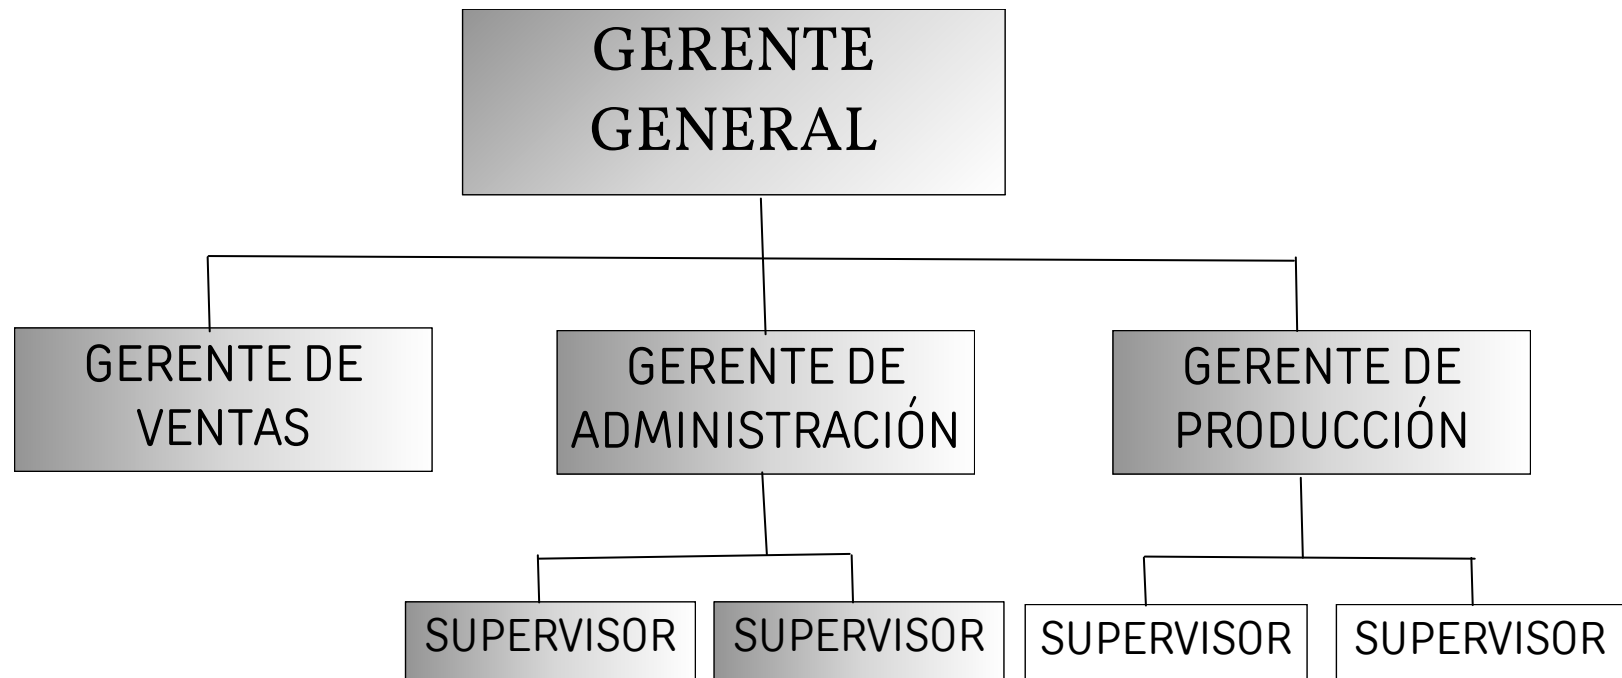 GERENTE
GENERAL
GERENTE DE
VENTAS
GERENTE DE
ADMINISTRACIÓN
GERENTE DE
PRODUCCIÓN
SUPERVISOR
SUPERVISOR
SUPERVISOR
SUPERVISOR